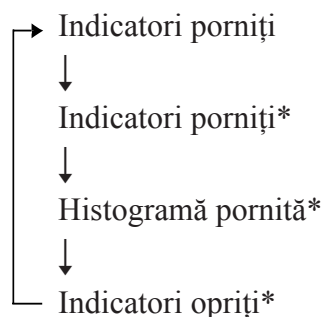 Indicatori porniți
Indicatori porniți*
Histogramă pornită*
Indicatori opriți*